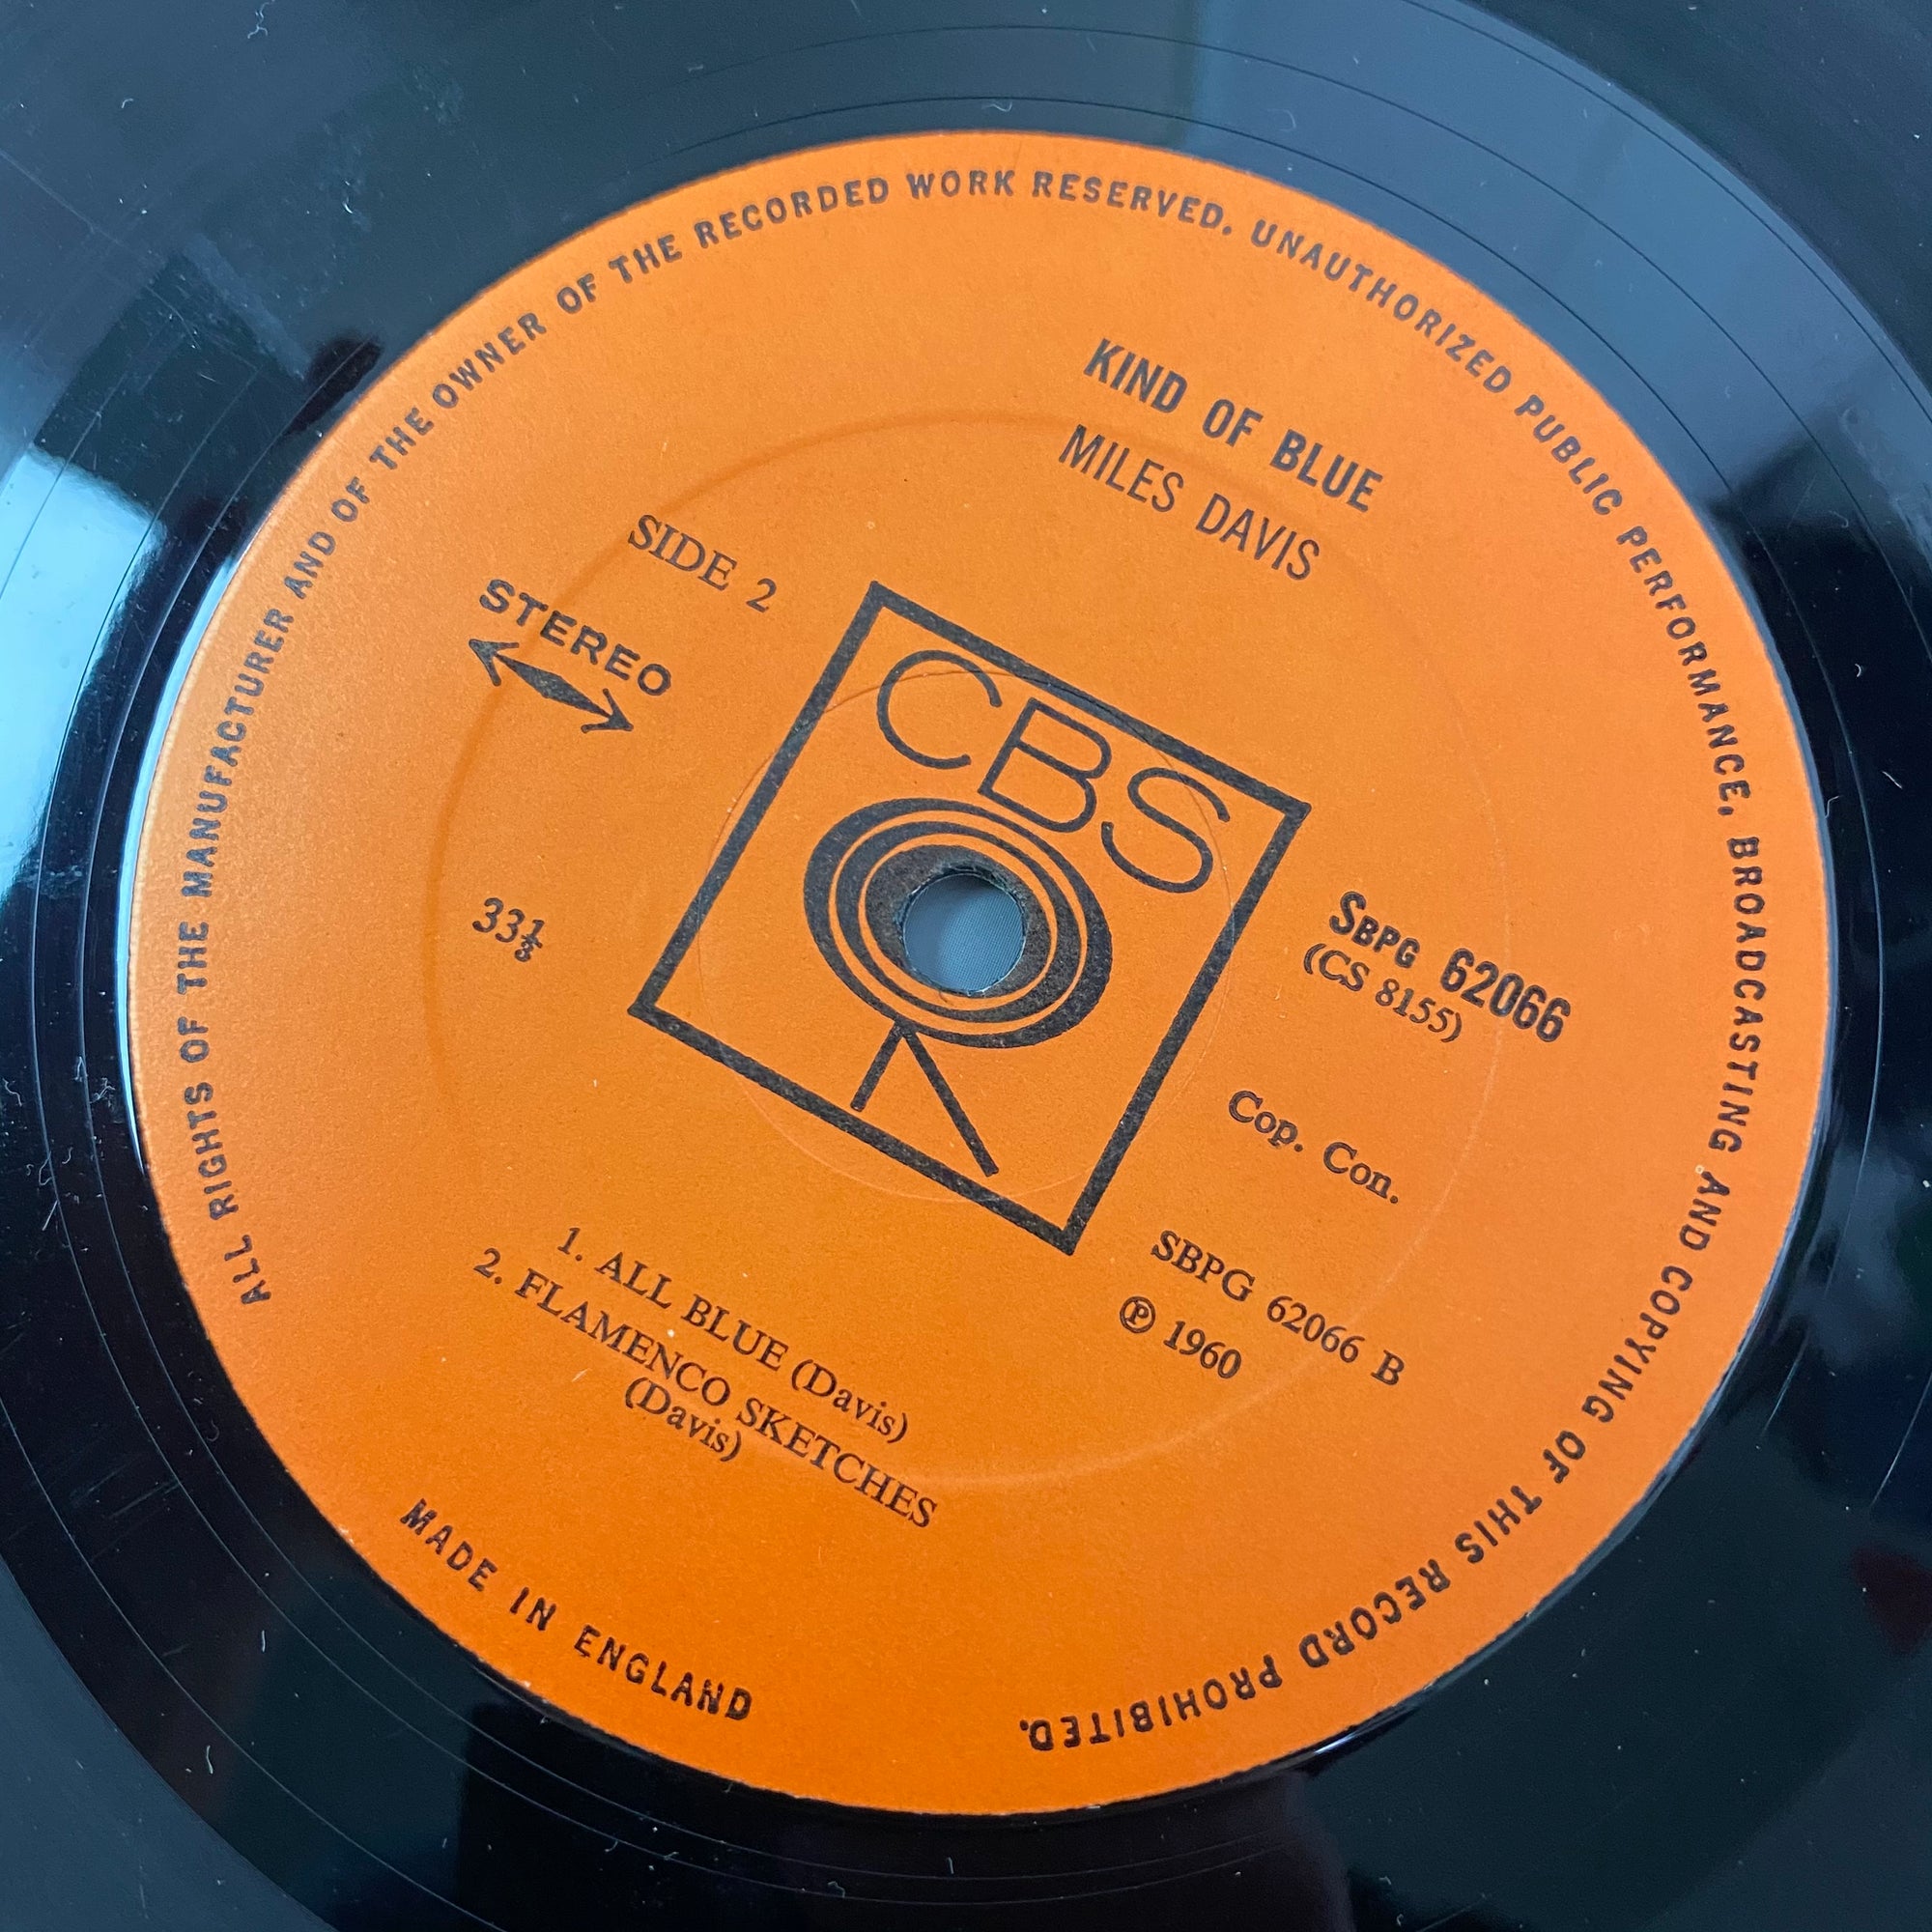 ALL RIGHTS OF THE MANUFACTURER AND OF THE OWNER OF THE RECORDED WORK RESERVED. UNAUTHORIZED PUBLIC PERFORMANCE, BROADCASTING AND COPYING OF THIS RECORD PROHIBITED.
KIND OF BLUE
MILES DAVIS
SIDE 2
STEREO
CBS
33⅓
SBPG 62066
(CS 8155)
Cop. Con.
SBPG 62066 B
℗ 1960
1. ALL BLUE (Davis)
2. FLAMENCO SKETCHES
(Davis)
MADE IN ENGLAND